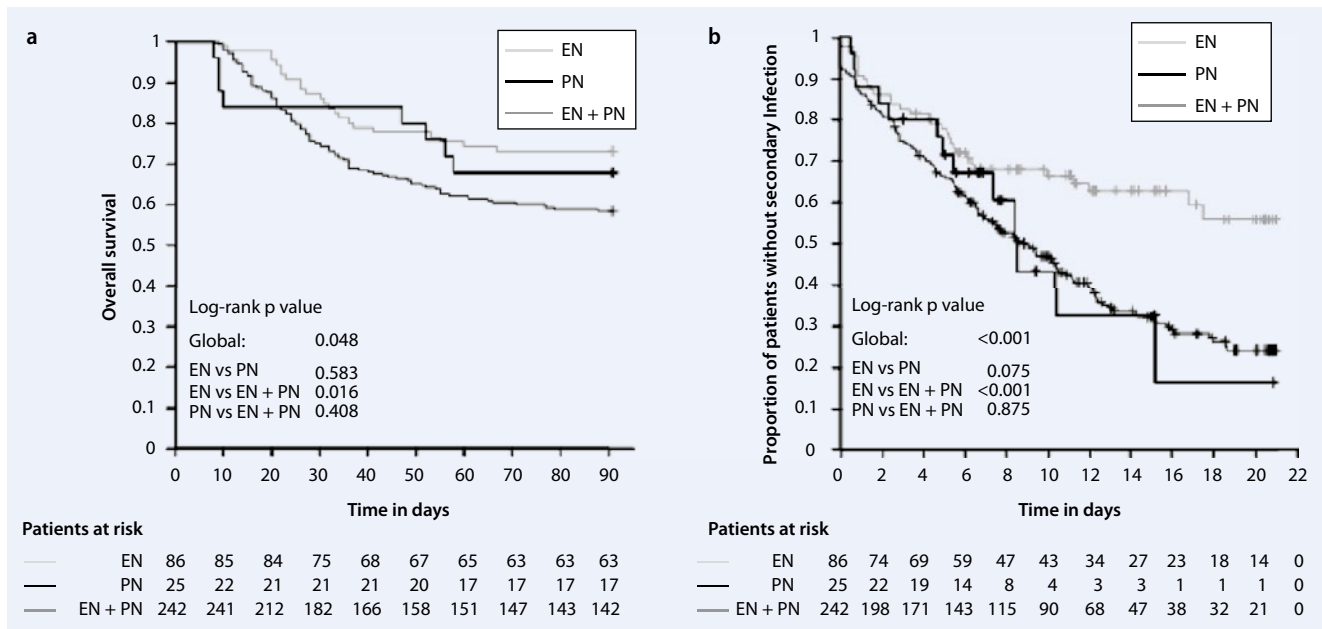 a
EN
PN
EN + PN
1
0.9
0.8
0.7
0.6
0.5
0.4
0.3
0.2
0.1
0
Overall survival
Log-rank p value
Global: 0.048
EN vs PN 0.583
EN vs EN + PN 0.016
PN vs EN + PN 0.408
0 10 20 30 40 50 60 70 80 90
Time in days
Patients at risk
EN 86 85 84 75 68 67 65 63 63 63
PN 25 22 21 21 21 20 17 17 17 17
EN + PN 242 241 212 182 166 158 151 147 143 142
b
EN
PN
EN + PN
1
0.9
0.8
0.7
0.6
0.5
0.4
0.3
0.2
0.1
0
Proportion of patients without secondary Infection
Log-rank p value
Global: <0.001
EN vs PN 0.075
EN vs EN + PN <0.001
PN vs EN + PN 0.875
0 2 4 6 8 10 12 14 16 18 20 22
Time in days
Patients at risk
EN 86 74 69 59 47 43 34 27 23 18 14 0
PN 25 22 19 14 8 4 3 3 1 1 1 0
EN + PN 242 198 171 143 115 90 68 47 38 32 21 0